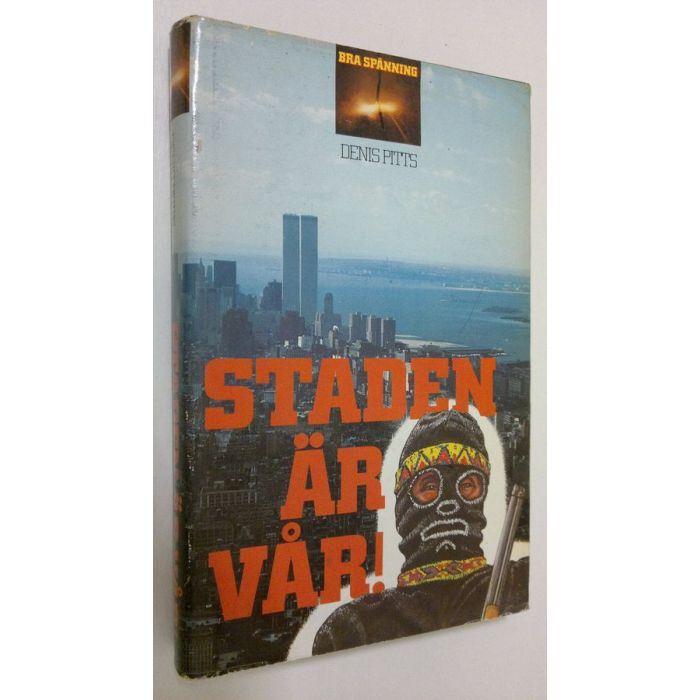 BRA SPÄNNING
DENIS PITTS
STADEN
ÄR
VÅR!